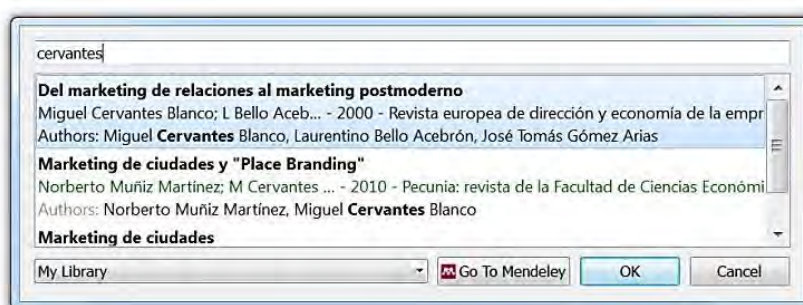 cervantes
Del marketing de relaciones al marketing postmoderno
Miguel Cervantes Blanco; L Bello Aceb... - 2000 - Revista europea de dirección y economía de la empr
Authors: Miguel Cervantes Blanco, Laurentino Bello Acebrón, José Tomás Gómez Arias
Marketing de ciudades y "Place Branding"
Norberto Muñiz Martínez; M Cervantes ... - 2010 - Pecunia: revista de la Facultad de Ciencias Económi
Authors: Norberto Muñiz Martínez, Miguel Cervantes Blanco
Marketing de ciudades
My Library Go To Mendeley OK Cancel